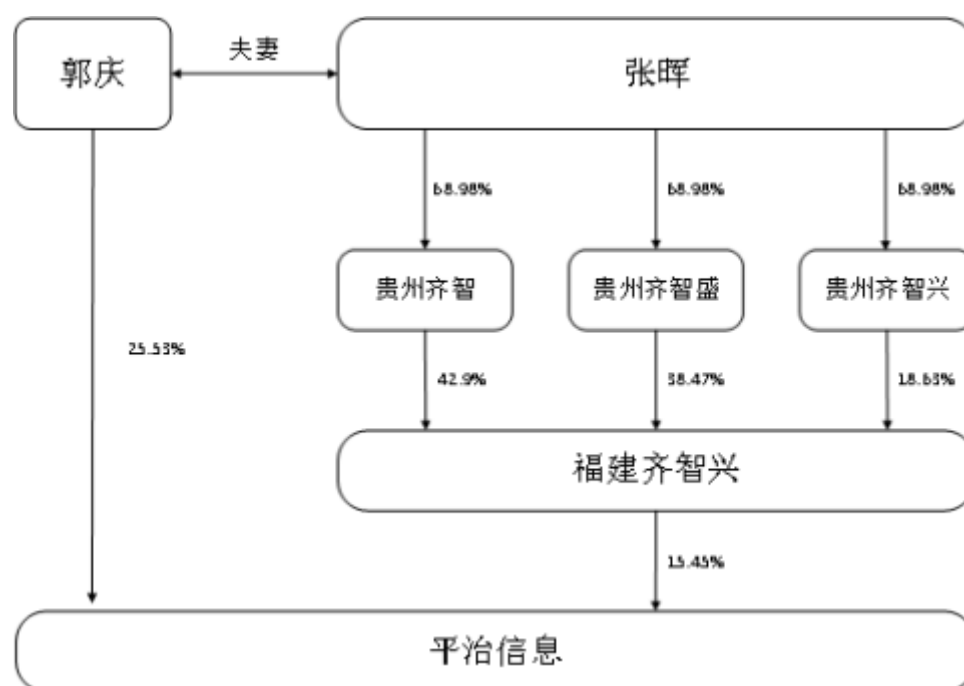 夫妻
郭庆
张晖
68.98%
68.98%
68.98%
贵州齐智
贵州齐智盛
贵州齐智兴
25.53%
42.9%
38.47%
18.63%
福建齐智兴
15.45%
平治信息